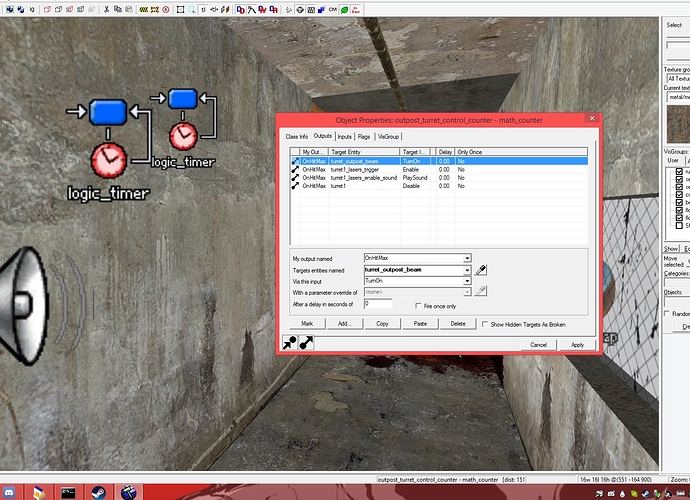 CM
Select:
Object Properties: outpost_turret_control_counter - math_counter
Class Info Outputs Inputs Flags VisGroup
My Out... Target Entity Target I... Delay Only Once
OnHitMax turret_outpost_beam TurnOn 0.00 No
OnHitMax turret1_lasers_trigger Enable 0.00 No
OnHitMax turret1_lasers_enable_sound PlaySound 0.00 No
OnHitMax turret1 Disable 0.00 No
My output named OnHitMax
Targets entities named turret_outpost_beam
Via this input TurnOn
With a parameter override of <none>
After a delay in seconds of 0 Fire once only
Mark Add... Copy Paste Delete Show Hidden Targets As Broken
Cancel Apply
logic_timer
logic_timer
Texture gro
All Textu
Current text
metal/me
VisGroups:
User
Show
Move
selected:
Categories:
Objects:
Random
outpost_turret_control_counter - math_counter [dist: 151
16w 16l 16h @(551 -164 900)
Zoom: